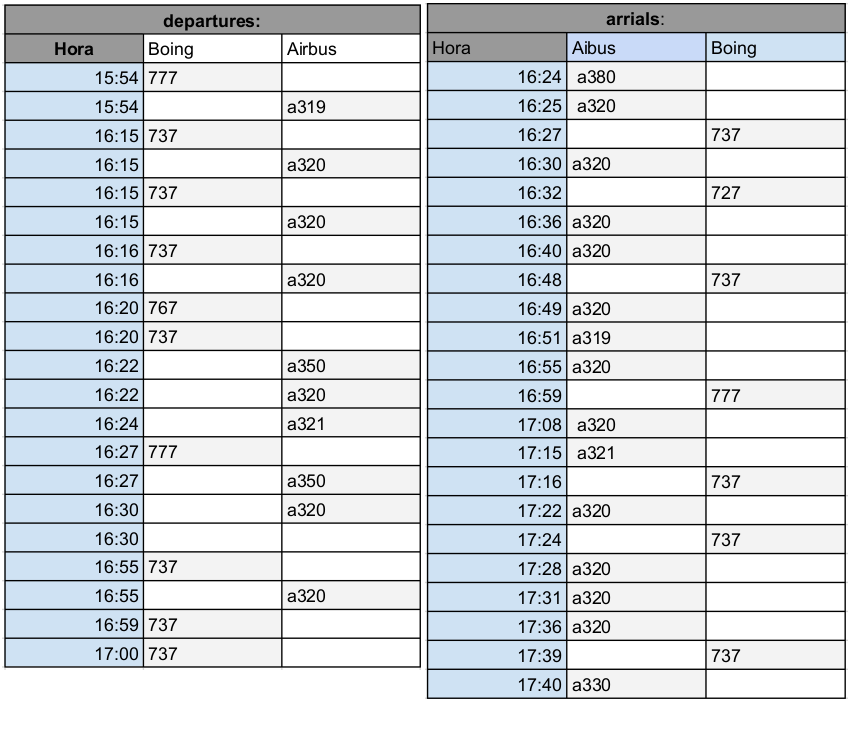 departures:
Hora Boing Airbus
15:54 777
15:54 a319
16:15 737
16:15 a320
16:15 737
16:15 a320
16:16 737
16:16 a320
16:20 767
16:20 737
16:22 a350
16:22 a320
16:24 a321
16:27 777
16:27 a350
16:30 a320
16:30
16:55 737
16:55 a320
16:59 737
17:00 737
arrials:
Hora Aibus Boing
16:24 a380
16:25 a320
16:27 737
16:30 a320
16:32 727
16:36 a320
16:40 a320
16:48 737
16:49 a320
16:51 a319
16:55 a320
16:59 777
17:08 a320
17:15 a321
17:16 737
17:22 a320
17:24 737
17:28 a320
17:31 a320
17:36 a320
17:39 737
17:40 a330